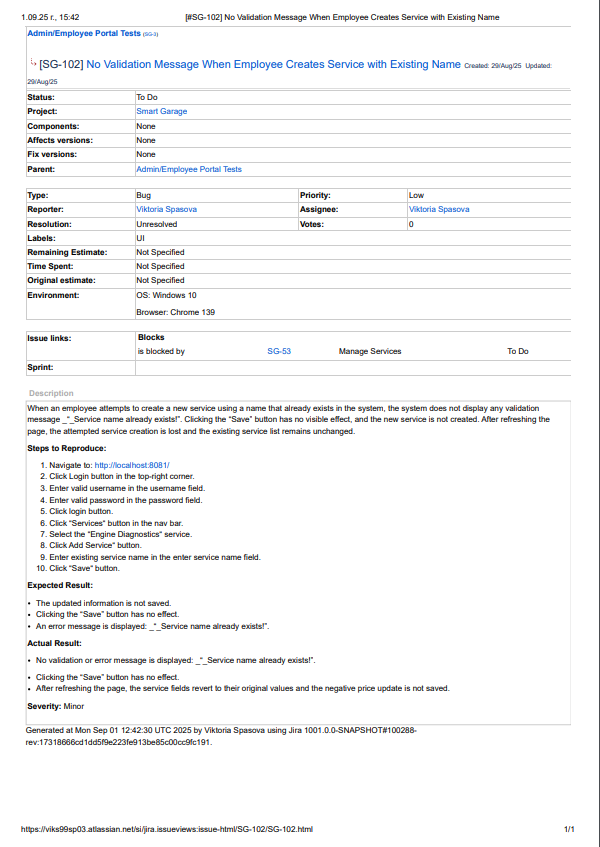 1.09.25 г., 15:42 [#SG-102] No Validation Message When Employee Creates Service with Existing Name
Admin/Employee Portal Tests (SG-3)
[SG-102] No Validation Message When Employee Creates Service with Existing Name Created: 29/Aug/25 Updated:
29/Aug/25
Status: To Do
Project: Smart Garage
Components: None
Affects versions: None
Fix versions: None
Parent: Admin/Employee Portal Tests
Type: Bug Priority: Low
Reporter: Viktoria Spasova Assignee: Viktoria Spasova
Resolution: Unresolved Votes: 0
Labels: UI
Remaining Estimate: Not Specified
Time Spent: Not Specified
Original estimate: Not Specified
Environment: OS: Windows 10
Browser: Chrome 139
Issue links: Blocks
is blocked by SG-53 Manage Services To Do
Sprint:
Description
When an employee attempts to create a new service using a name that already exists in the system, the system does not display any validation
message _“_Service name already exists!”. Clicking the “Save” button has no visible effect, and the new service is not created. After refreshing the
page, the attempted service creation is lost and the existing service list remains unchanged.
Steps to Reproduce:
1. Navigate to: http://localhost:8081/
2. Click Login button in the top-right corner.
3. Enter valid username in the username field.
4. Enter valid password in the password field.
5. Click login button.
6. Click “Services” button in the nav bar.
7. Select the “Engine Diagnostics” service.
8. Click Add Service” button.
9. Enter existing service name in the enter service name field.
10. Click “Save” button.
Expected Result:
• The updated information is not saved.
• Clicking the “Save” button has no effect.
• An error message is displayed: _“_Service name already exists!”.
Actual Result:
• No validation or error message is displayed: _“_Service name already exists!”.
• Clicking the “Save” button has no effect.
• After refreshing the page, the service fields revert to their original values and the negative price update is not saved.
Severity: Minor
Generated at Mon Sep 01 12:42:30 UTC 2025 by Viktoria Spasova using Jira 1001.0.0-SNAPSHOT#100288-
rev:17318666cd1dd5f9e223fe913be85c00cc9fc191.
https://viks99sp03.atlassian.net/si/jira.issueviews:issue-html/SG-102/SG-102.html 1/1